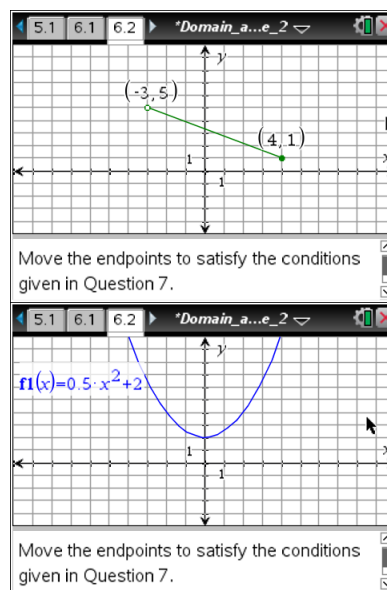 5.1 6.1 6.2 *Domain_a...e_2
y
(-3, 5)
(4, 1)
1
x
1
Move the endpoints to satisfy the conditions
given in Question 7.
5.1 6.1 6.2 *Domain_a...e_2
y
f1(x)=0.5·x²+2
1
1
Move the endpoints to satisfy the conditions
given in Question 7.